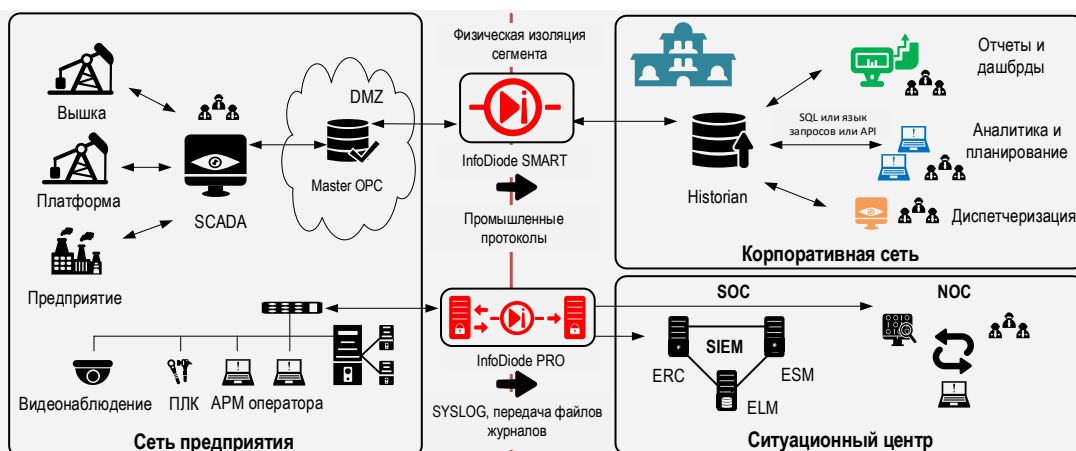 Вышка
Платформа
Предприятие
SCADA
DMZ
Master OPC
Видеонаблюдение
ПЛК
АРМ оператора
Сеть предприятия
Физическая изоляция
сегмента
InfoDiode SMART
Промышленные
протоколы
InfoDiode PRO
SYSLOG, передача файлов
журналов
Historian
SQL или язык
запросов или API
Отчеты и
дашбрды
Аналитика и
планирование
Диспетчеризация
Корпоративная сеть
SOC
NOC
SIEM
ERC
ESM
ELM
Ситуационный центр